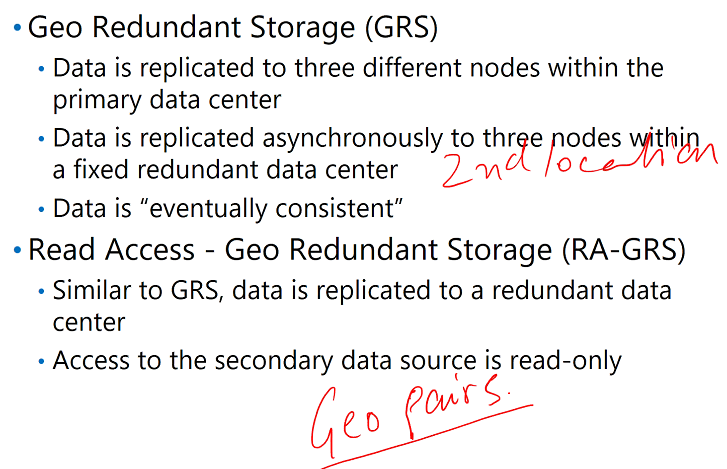 • Geo Redundant Storage (GRS)
• Data is replicated to three different nodes within the
primary data center
• Data is replicated asynchronously to three nodes within
a fixed redundant data center
2nd location
• Data is “eventually consistent”
• Read Access - Geo Redundant Storage (RA-GRS)
• Similar to GRS, data is replicated to a redundant data
center
• Access to the secondary data source is read-only
Geo pairs.